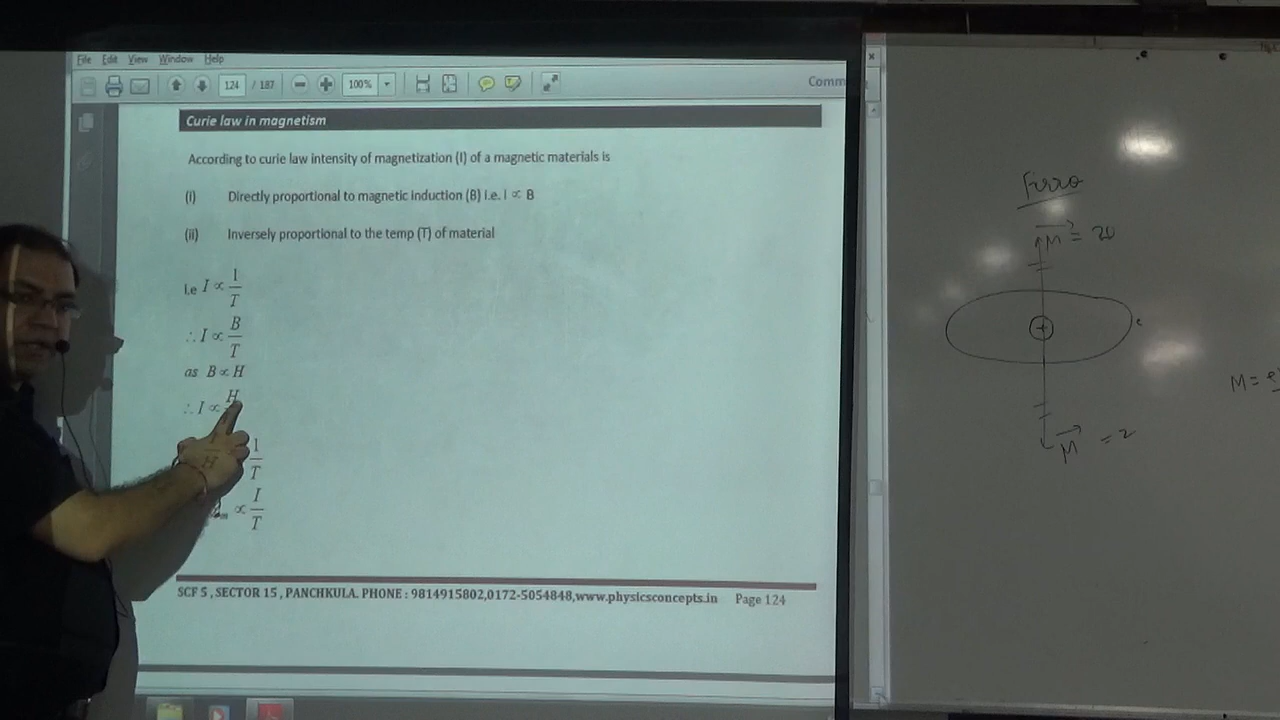 File Edit View Window Help
124 / 187 100% Comm
Curie law in magnetism
According to curie law intensity of magnetization (I) of a magnetic materials is
(i) Directly proportional to magnetic induction (B) i.e. I ∝ B
(ii) Inversely proportional to the temp (T) of material
i.e I ∝ 1/T
∴ I ∝ B/T
as B ∝ H
∴ I ∝ H
H 1/T
m ∝ I/T
SCF 5 , SECTOR 15 , PANCHKULA. PHONE : 9814915802,0172-5054848,www.physicsconcepts.in Page 124
Ferro
M = 20
+
e
M = 2
M = e